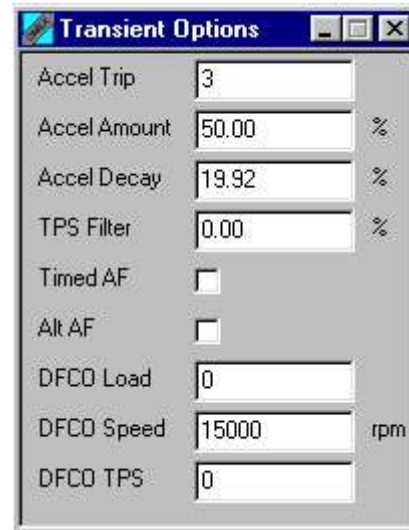 Transient Options
Accel Trip 3
Accel Amount 50.00 %
Accel Decay 19.92 %
TPS Filter 0.00 %
Timed AF
Alt AF
DFCO Load 0
DFCO Speed 15000 rpm
DFCO TPS 0